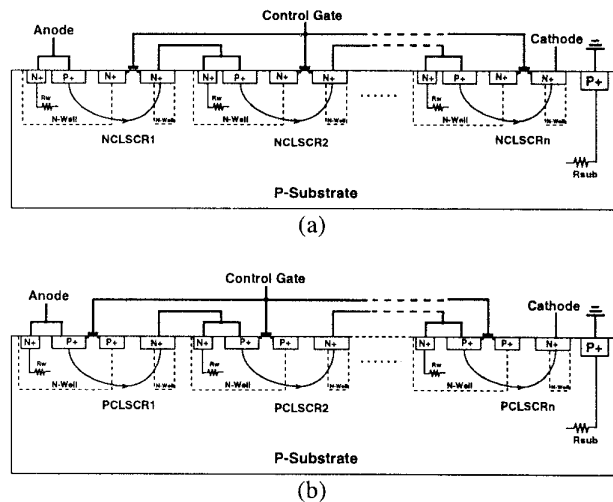 Control Gate
Anode
Cathode
N+ P+ N+ N+ N+ P+ N+ N+ N+ P+ N+ N+ P+
Rw Rw Rw
N-Well N-Well N-Well N-Well N-Well N-Well
NCLSCR1 NCLSCR2 ...... NCLSCRn
Rsub
P-Substrate
(a)
Control Gate
Anode
Cathode
N+ P+ P+ N+ N+ P+ P+ N+ N+ P+ P+ N+ P+
Rw Rw Rw
N-Well N-Well N-Well N-Well N-Well N-Well
PCLSCR1 PCLSCR2 ...... PCLSCRn
Rsub
P-Substrate
(b)